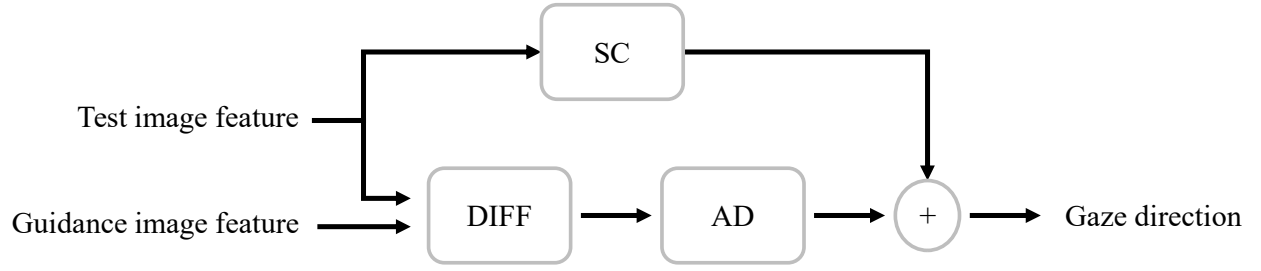 SC
Test image feature
Guidance image feature
DIFF
AD
+
Gaze direction